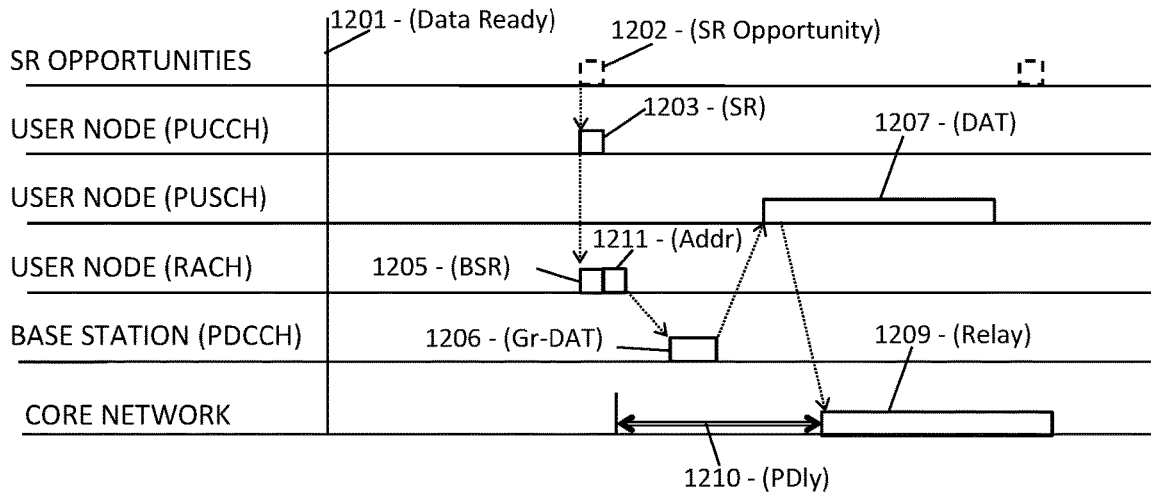 1201 - (Data Ready)
1202 - (SR Opportunity)
SR OPPORTUNITIES
1203 - (SR)
USER NODE (PUCCH)
1207 - (DAT)
USER NODE (PUSCH)
1211 - (Addr)
USER NODE (RACH)
1205 - (BSR)
BASE STATION (PDCCH)
1206 - (Gr-DAT)
1209 - (Relay)
CORE NETWORK
1210 - (PDly)